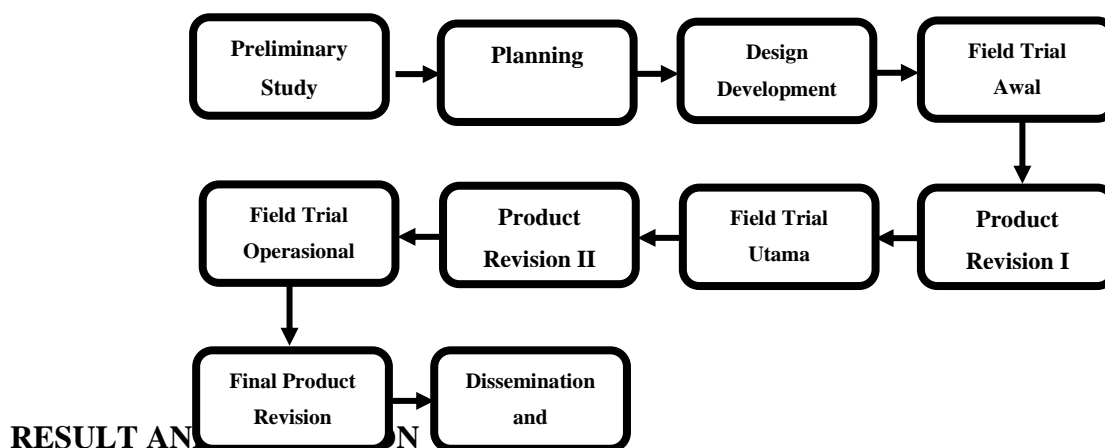 Preliminary
Study
Planning
Design
Development
Field Trial
Awal
Product
Revision I
Field Trial
Utama
Product
Revision II
Field Trial
Operasional
Final Product
Revision
Dissemination
and
RESULT AN